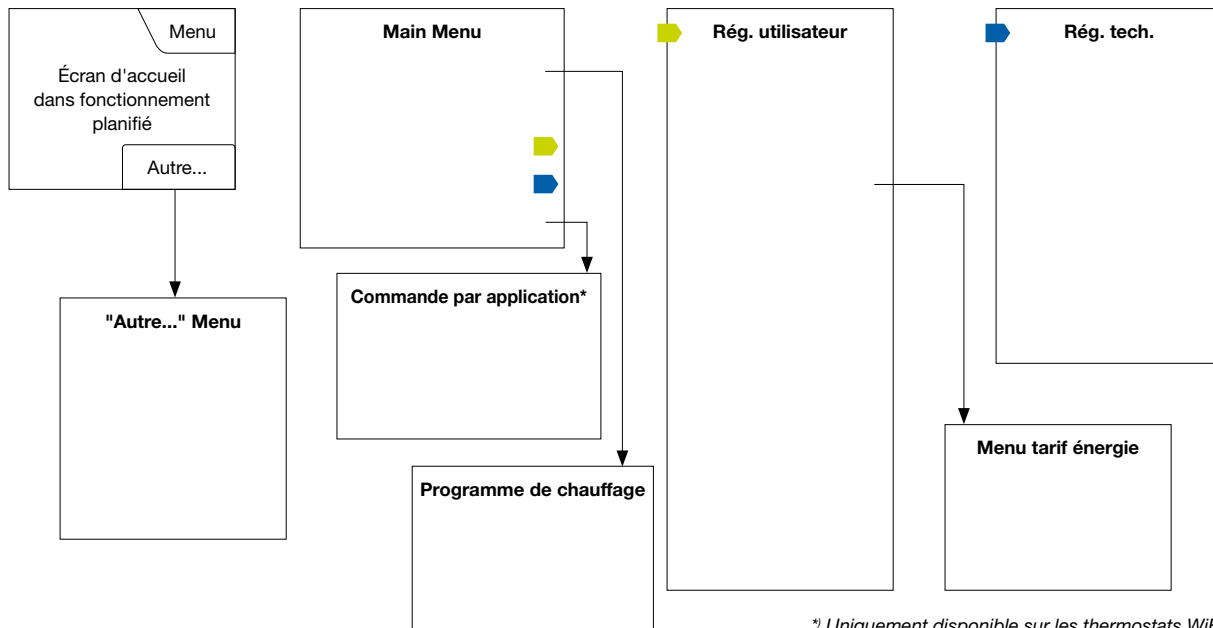 Menu
Écran d'accueil
dans fonctionnement
planifié
Autre...
"Autre..." Menu
Main Menu
Commande par application*
Programme de chauffage
Rég. utilisateur
Rég. tech.
Menu tarif énergie
*) Uniquement disponible sur les thermostats